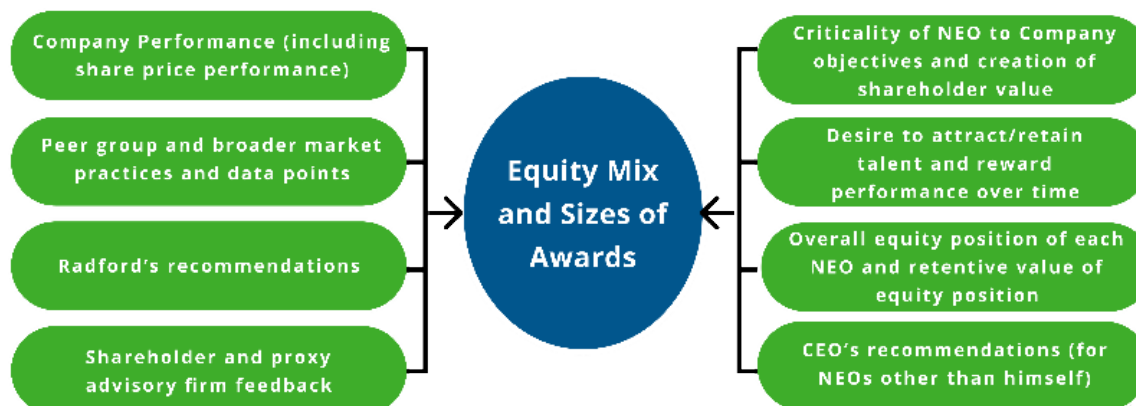 Company Performance (including
share price performance)
Peer group and broader market
practices and data points
Radford's recommendations
Shareholder and proxy
advisory firm feedback
Equity Mix
and Sizes of
Awards
Criticality of NEO to Company
objectives and creation of
shareholder value
Desire to attract/retain
talent and reward
performance over time
Overall equity position of each
NEO and retentive value of
equity position
CEO's recommendations (for
NEOs other than himself)